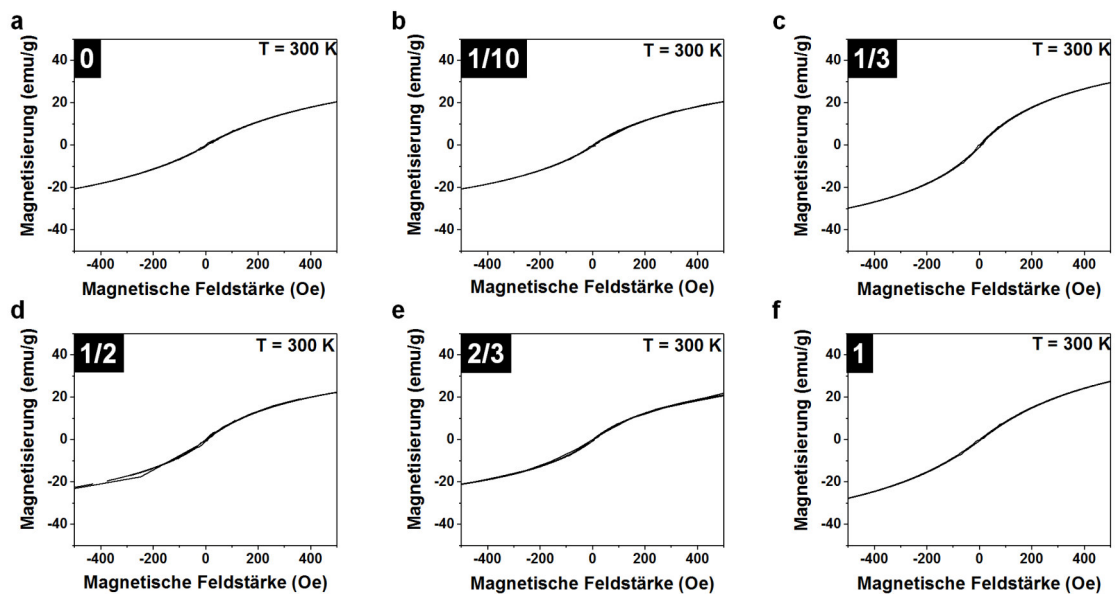 a
0
T = 300 K
Magnetisierung (emu/g)
40
20
0
-20
-40
-400 -200 0 200 400
Magnetische Feldstärke (Oe)
b
1/10
T = 300 K
Magnetisierung (emu/g)
40
20
0
-20
-40
-400 -200 0 200 400
Magnetische Feldstärke (Oe)
c
1/3
T = 300 K
Magnetisierung (emu/g)
40
20
0
-20
-40
-400 -200 0 200 400
Magnetische Feldstärke (Oe)
d
1/2
T = 300 K
Magnetisierung (emu/g)
40
20
0
-20
-40
-400 -200 0 200 400
Magnetische Feldstärke (Oe)
e
2/3
T = 300 K
Magnetisierung (emu/g)
40
20
0
-20
-40
-400 -200 0 200 400
Magnetische Feldstärke (Oe)
f
1
T = 300 K
Magnetisierung (emu/g)
40
20
0
-20
-40
-400 -200 0 200 400
Magnetische Feldstärke (Oe)